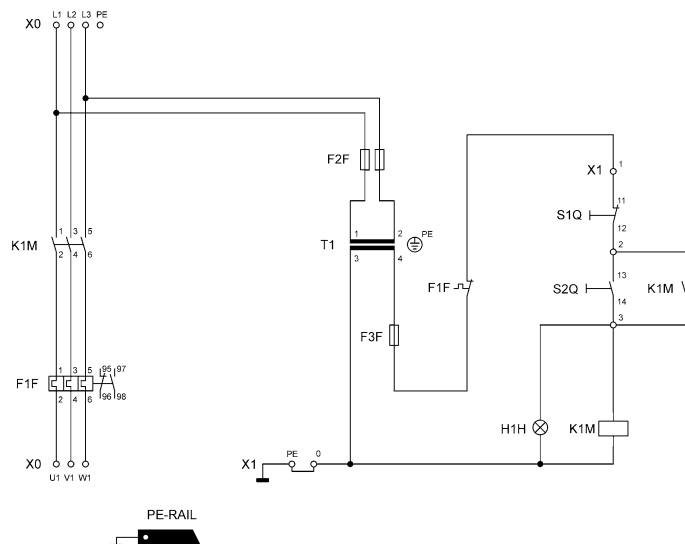 X0 L1 L2 L3 PE
F2F
X1 1
11
S1Q
12
1 3 5
K1M
2 4 6
1 2
T1
PE
3 4
2
F1F
13
S2Q
14
K1M
3
F3F
1 3 5 95 97
F1F
2 4 6 96 98
H1H
K1M
X0
U1 V1 W1
X1 PE 0
PE-RAIL